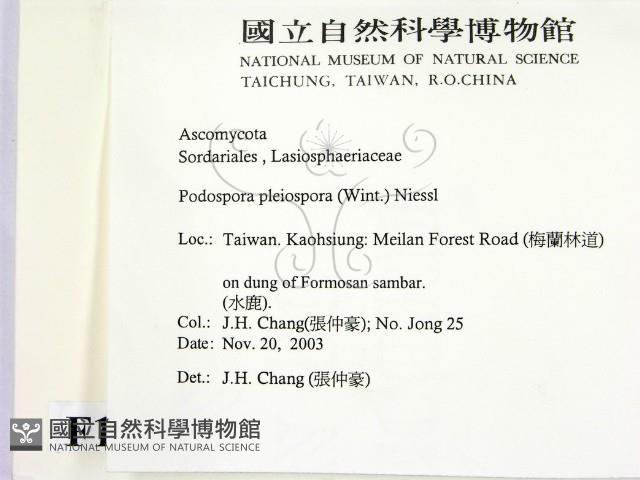 國立自然科學博物館
NATIONAL MUSEUM OF NATURAL SCIENCE
TAICHUNG, TAIWAN, R.O.CHINA
Ascomycota
Sordariales , Lasiosphaeriaceae
Podospora pleiospora (Wint.) Niessl
Loc.: Taiwan. Kaohsiung: Meilan Forest Road (梅蘭林道)
on dung of Formosan sambar.
(水鹿).
Col.: J.H. Chang(張仲豪); No. Jong 25
Date: Nov. 20, 2003
Det.: J.H. Chang (張仲豪)
F1
國立自然科學博物館
NATIONAL MUSEUM OF NATURAL SCIENCE